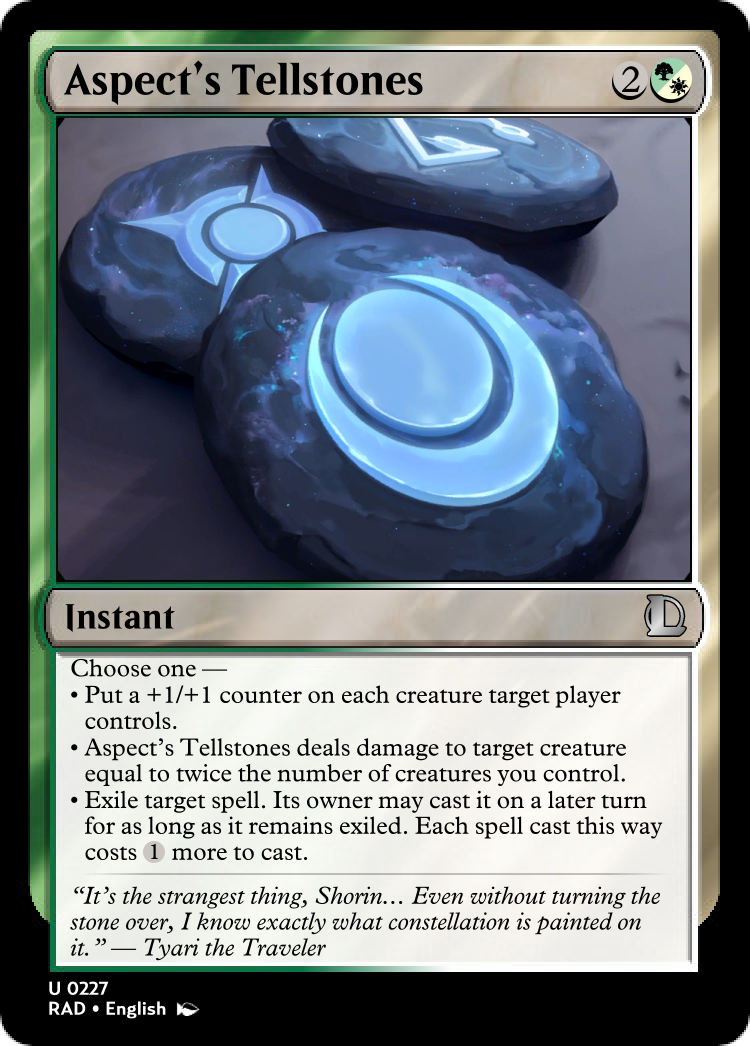 Aspect's Tellstones 2
Instant
Choose one —
• Put a +1/+1 counter on each creature target player
controls.
• Aspect's Tellstones deals damage to target creature
equal to twice the number of creatures you control.
• Exile target spell. Its owner may cast it on a later turn
for as long as it remains exiled. Each spell cast this way
costs 1 more to cast.
"It's the strangest thing, Shorin... Even without turning the
stone over, I know exactly what constellation is painted on
it." — Tyari the Traveler
U 0227
RAD • English